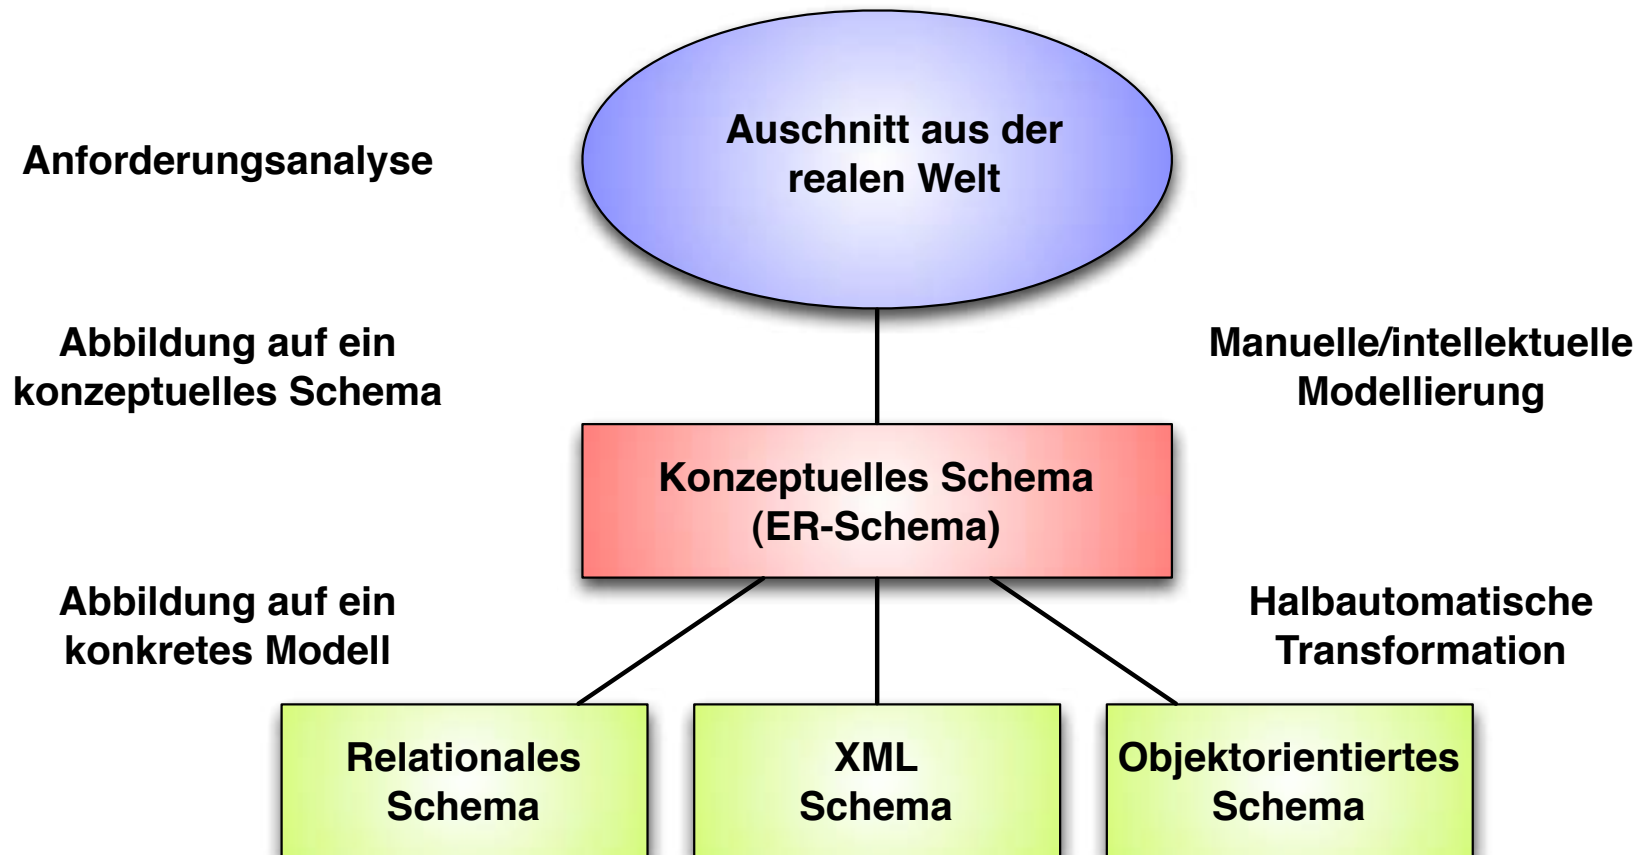 Auschnitt aus der
realen Welt
Anforderungsanalyse
Abbildung auf ein
konzeptuelles Schema
Manuelle/intellektuelle
Modellierung
Konzeptuelles Schema
(ER-Schema)
Abbildung auf ein
konkretes Modell
Halbautomatische
Transformation
Relationales
Schema
XML
Schema
Objektorientiertes
Schema